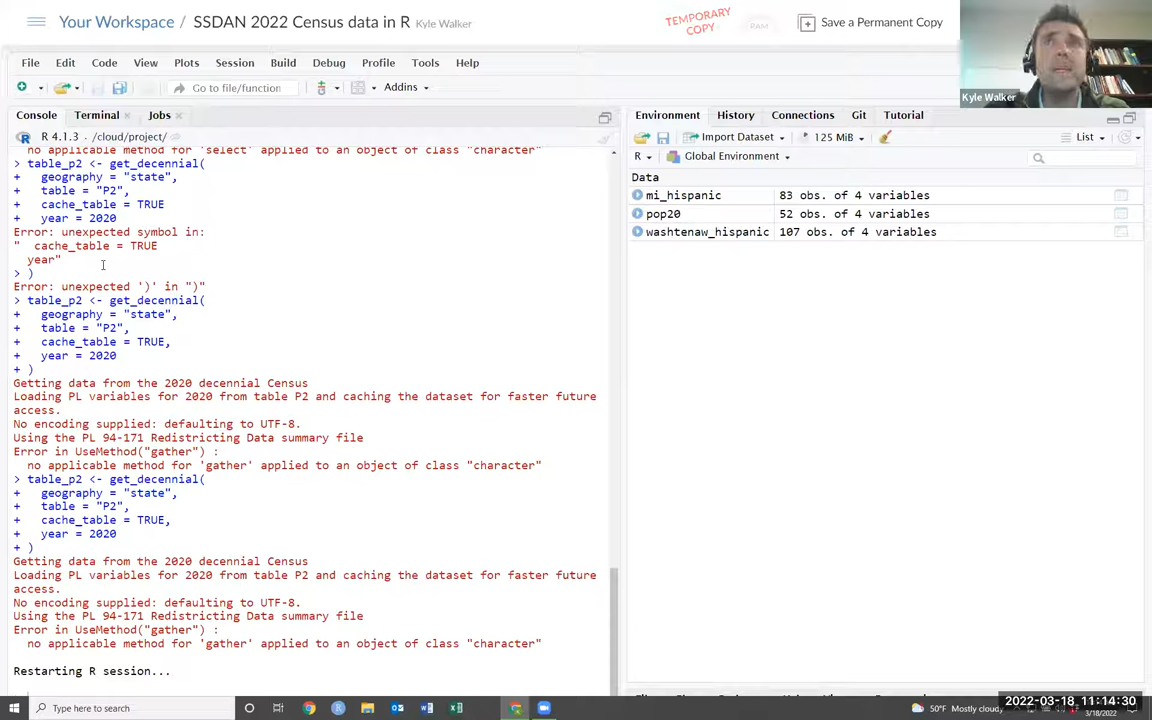 Your Workspace / SSDAN 2022 Census data in R Kyle Walker
TEMPORARY COPY
RAM
Save a Permanent Copy
File Edit Code View Plots Session Build Debug Profile Tools Help
Go to file/function
Addins
Kyle Walker
Console Terminal Jobs
R 4.1.3 . /cloud/project/
no applicable method for 'select' applied to an object of class "character"
> table_p2 <- get_decennial(
+ geography = "state",
+ table = "P2",
+ cache_table = TRUE
+ year = 2020
Error: unexpected symbol in:
" cache_table = TRUE
year"
> )
Error: unexpected ')' in ")"
> table_p2 <- get_decennial(
+ geography = "state",
+ table = "P2",
+ cache_table = TRUE,
+ year = 2020
+ )
Getting data from the 2020 decennial Census
Loading PL variables for 2020 from table P2 and caching the dataset for faster future
access.
No encoding supplied: defaulting to UTF-8.
Using the PL 94-171 Redistricting Data summary file
Error in UseMethod("gather") :
no applicable method for 'gather' applied to an object of class "character"
> table_p2 <- get_decennial(
+ geography = "state",
+ table = "P2",
+ cache_table = TRUE,
+ year = 2020
+ )
Getting data from the 2020 decennial Census
Loading PL variables for 2020 from table P2 and caching the dataset for faster future
access.
No encoding supplied: defaulting to UTF-8.
Using the PL 94-171 Redistricting Data summary file
Error in UseMethod("gather") :
no applicable method for 'gather' applied to an object of class "character"
Restarting R session...
Environment History Connections Git Tutorial
Import Dataset 125 MiB List
R Global Environment
Data
mi_hispanic 83 obs. of 4 variables
pop20 52 obs. of 4 variables
washtenaw_hispanic 107 obs. of 4 variables
Type here to search
50°F Mostly cloudy
2022-03-18 11:14:30
3/18/2022